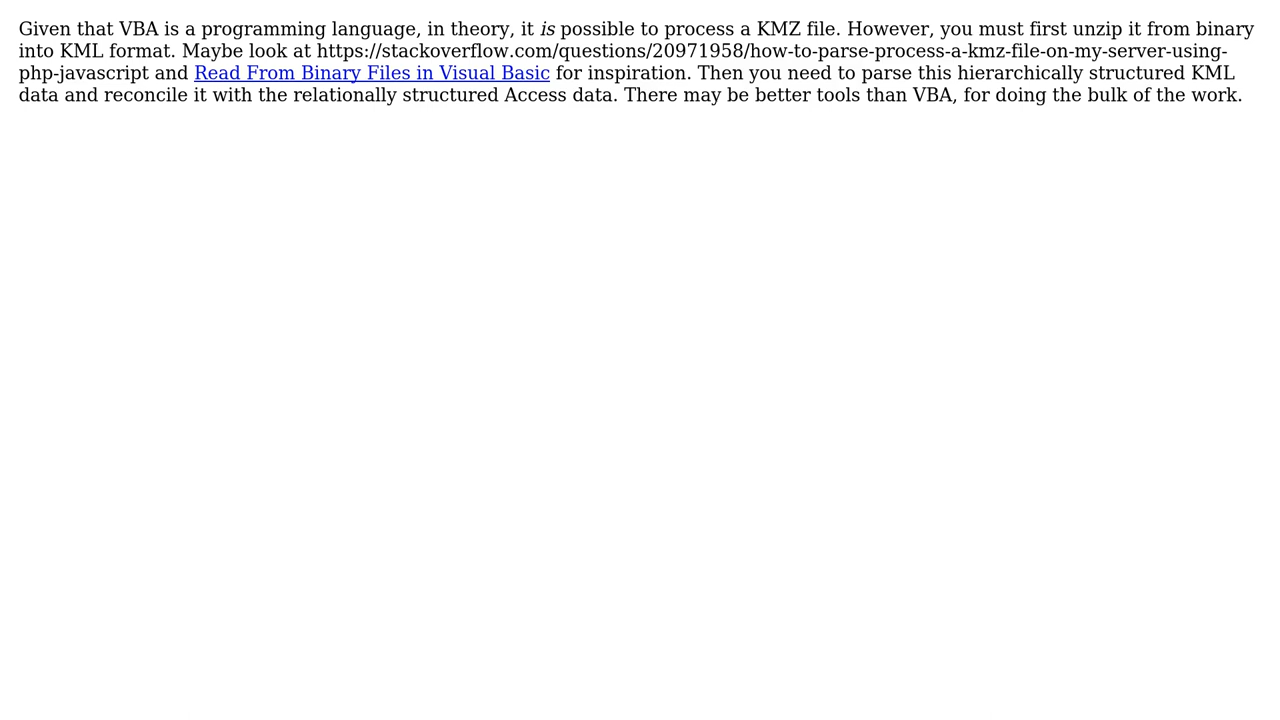 Given that VBA is a programming language, in theory, it is possible to process a KMZ file. However, you must first unzip it from binary
into KML format. Maybe look at https://stackoverflow.com/questions/20971958/how-to-parse-process-a-kmz-file-on-my-server-using-
php-javascript and Read From Binary Files in Visual Basic for inspiration. Then you need to parse this hierarchically structured KML
data and reconcile it with the relationally structured Access data. There may be better tools than VBA, for doing the bulk of the work.